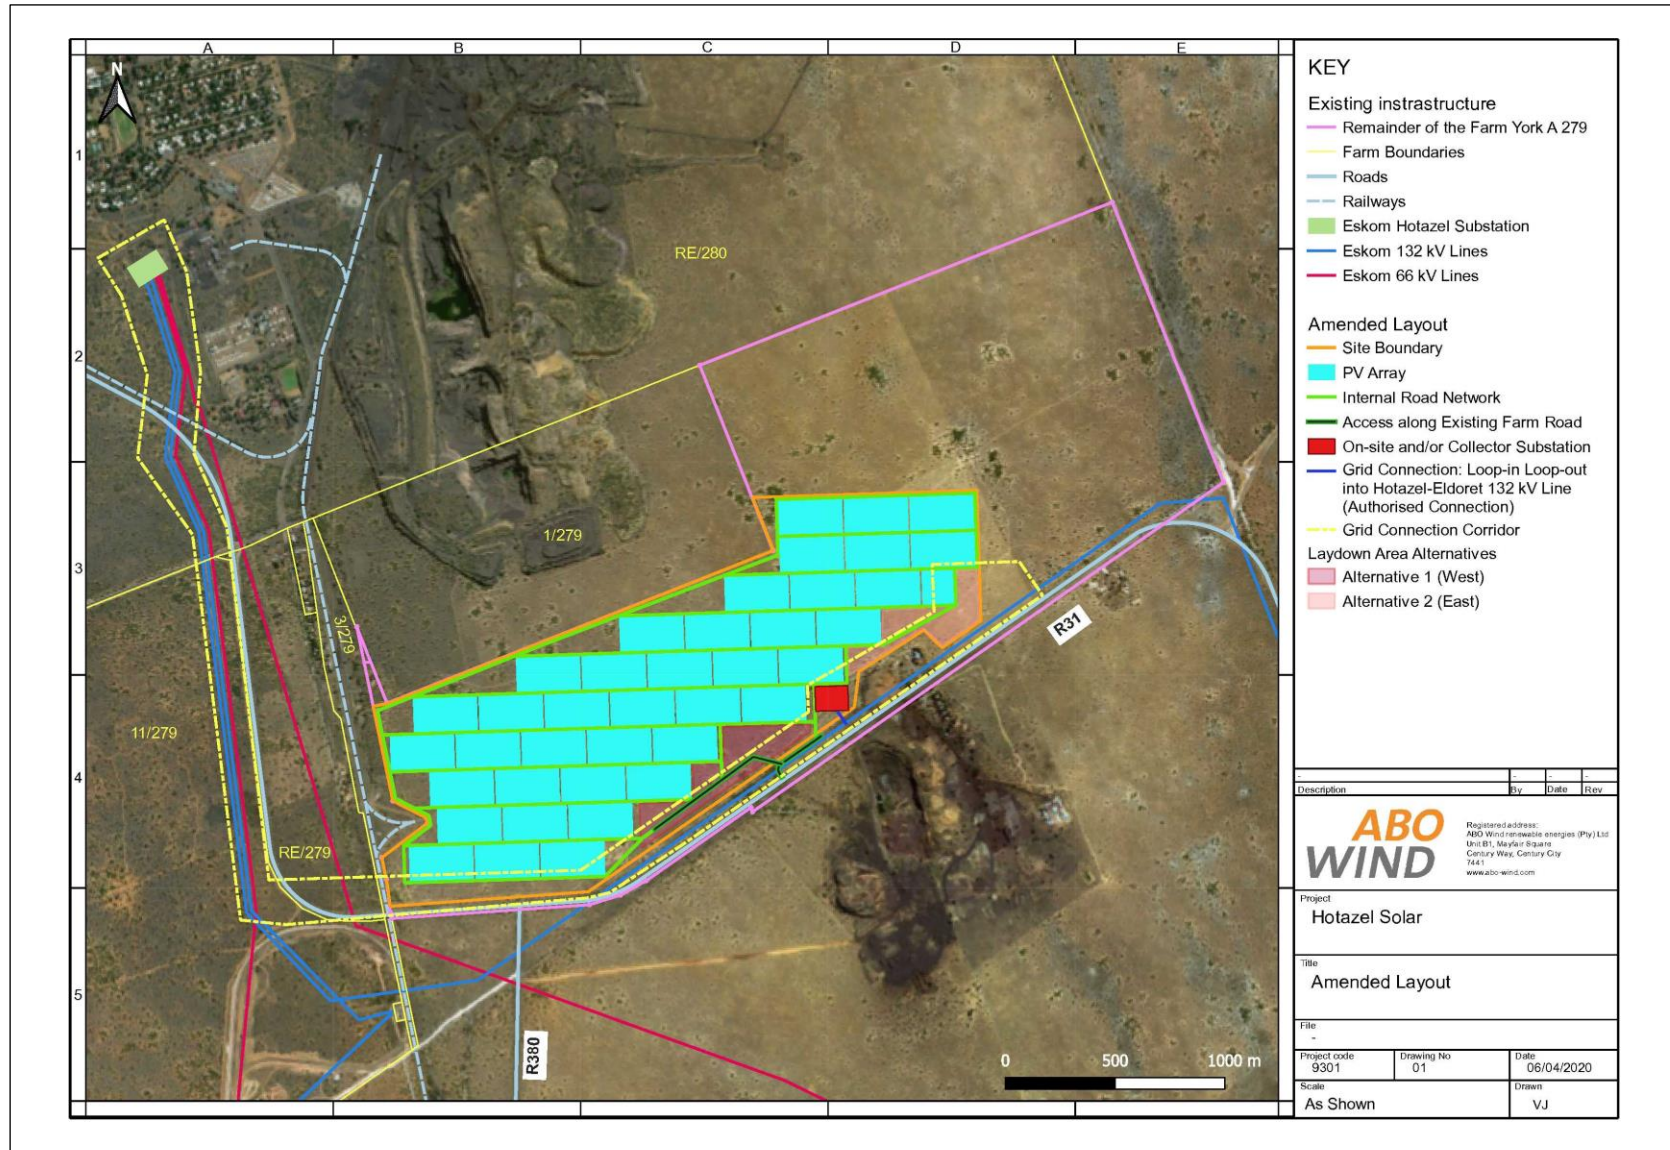 A
B
C
D
E
N
1
2
3
4
5
RE/280
1/279
3/279
11/279
RE/279
R31
R380
0 500 1000 m
KEY
Existing instrastructure
Remainder of the Farm York A 279
Farm Boundaries
Roads
Railways
Eskom Hotazel Substation
Eskom 132 kV Lines
Eskom 66 kV Lines
Amended Layout
Site Boundary
PV Array
Internal Road Network
Access along Existing Farm Road
On-site and/or Collector Substation
Grid Connection: Loop-in Loop-out
into Hotazel-Eldoret 132 kV Line
(Authorised Connection)
Grid Connection Corridor
Laydown Area Alternatives
Alternative 1 (West)
Alternative 2 (East)
- - - -
Description By Date Rev
ABO
WIND
Registered address:
ABO Wind renewable energies (Pty) Ltd
Unit B1, Mayfair Square
Century Way, Century City
7441
www.abo-wind.com
Project
Hotazel Solar
Title
Amended Layout
File
-
Project code Drawing No Date
9301 01 06/04/2020
Scale Drawn
As Shown VJ